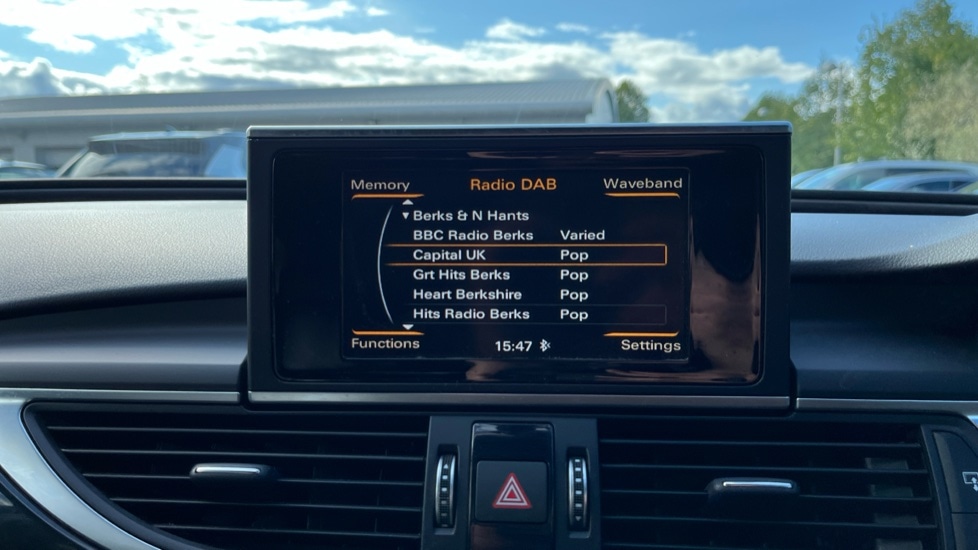 Memory Radio DAB Waveband
Berks & N Hants
BBC Radio Berks Varied
Capital UK Pop
Grt Hits Berks Pop
Heart Berkshire Pop
Hits Radio Berks Pop
Functions 15:47 Settings